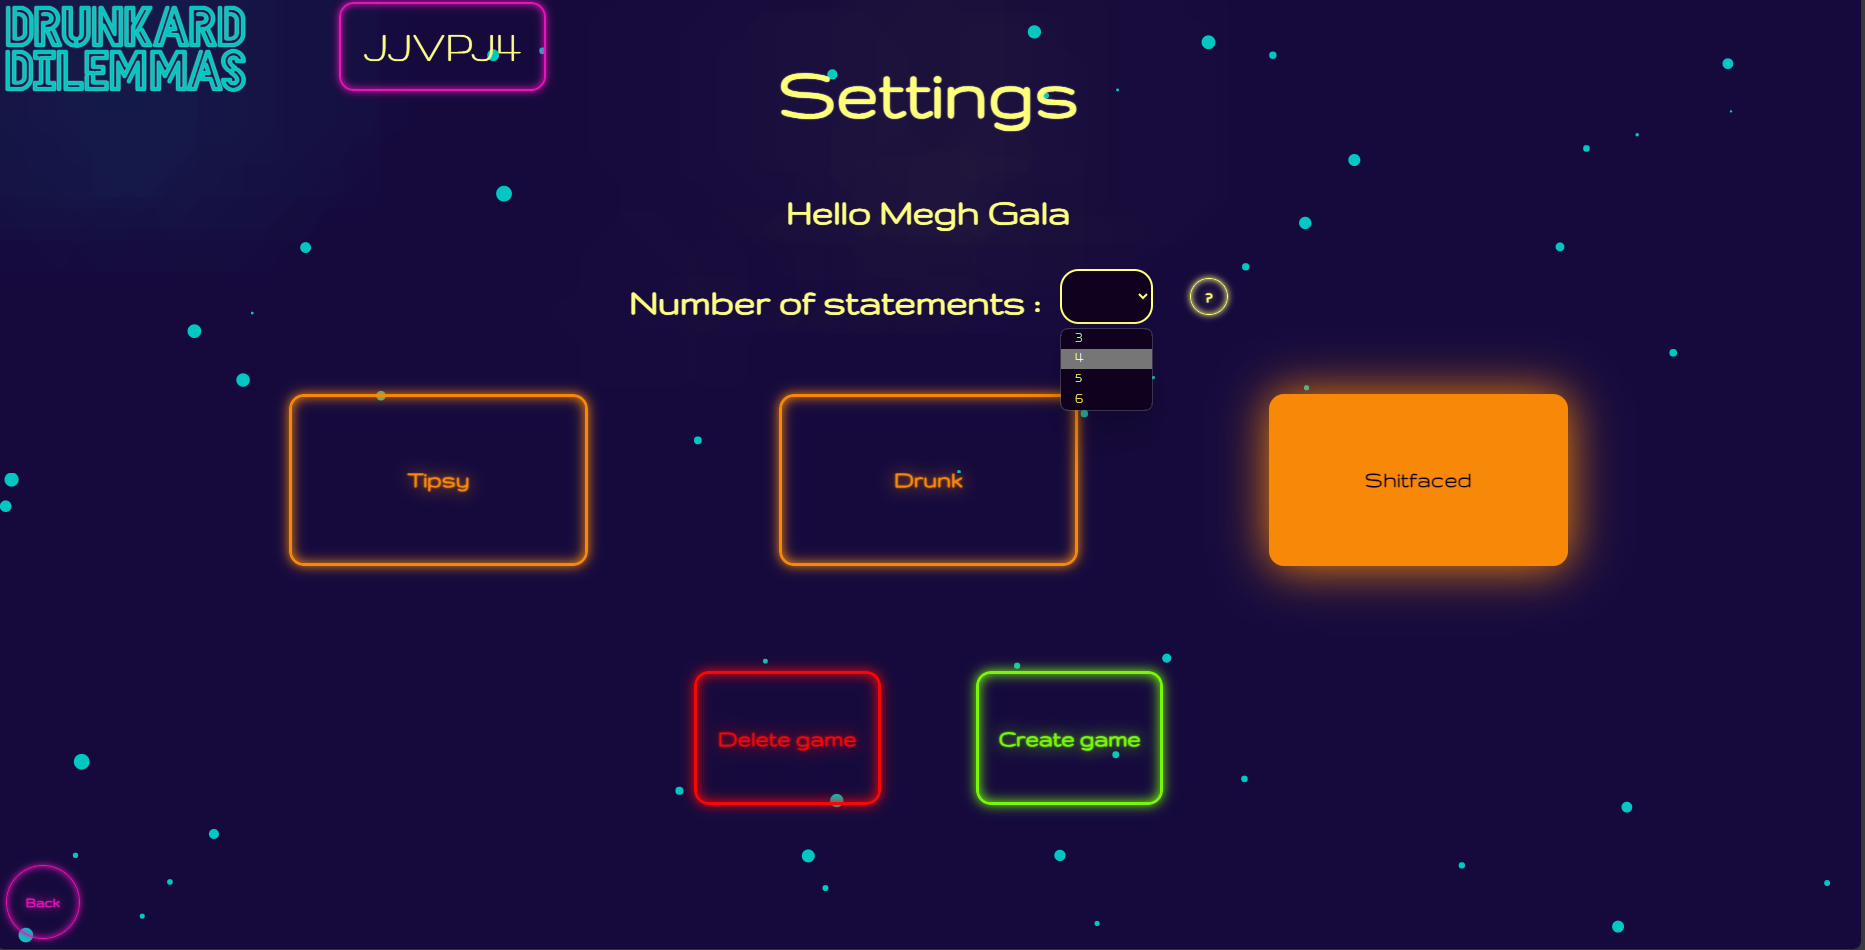 DRUNKARD
DILEMMAS
JJVPJ4
Settings
Hello Megh Gala
Number of statements :
?
3
4
5
6
Tipsy
Drunk
Shitfaced
Delete game
Create game
Back